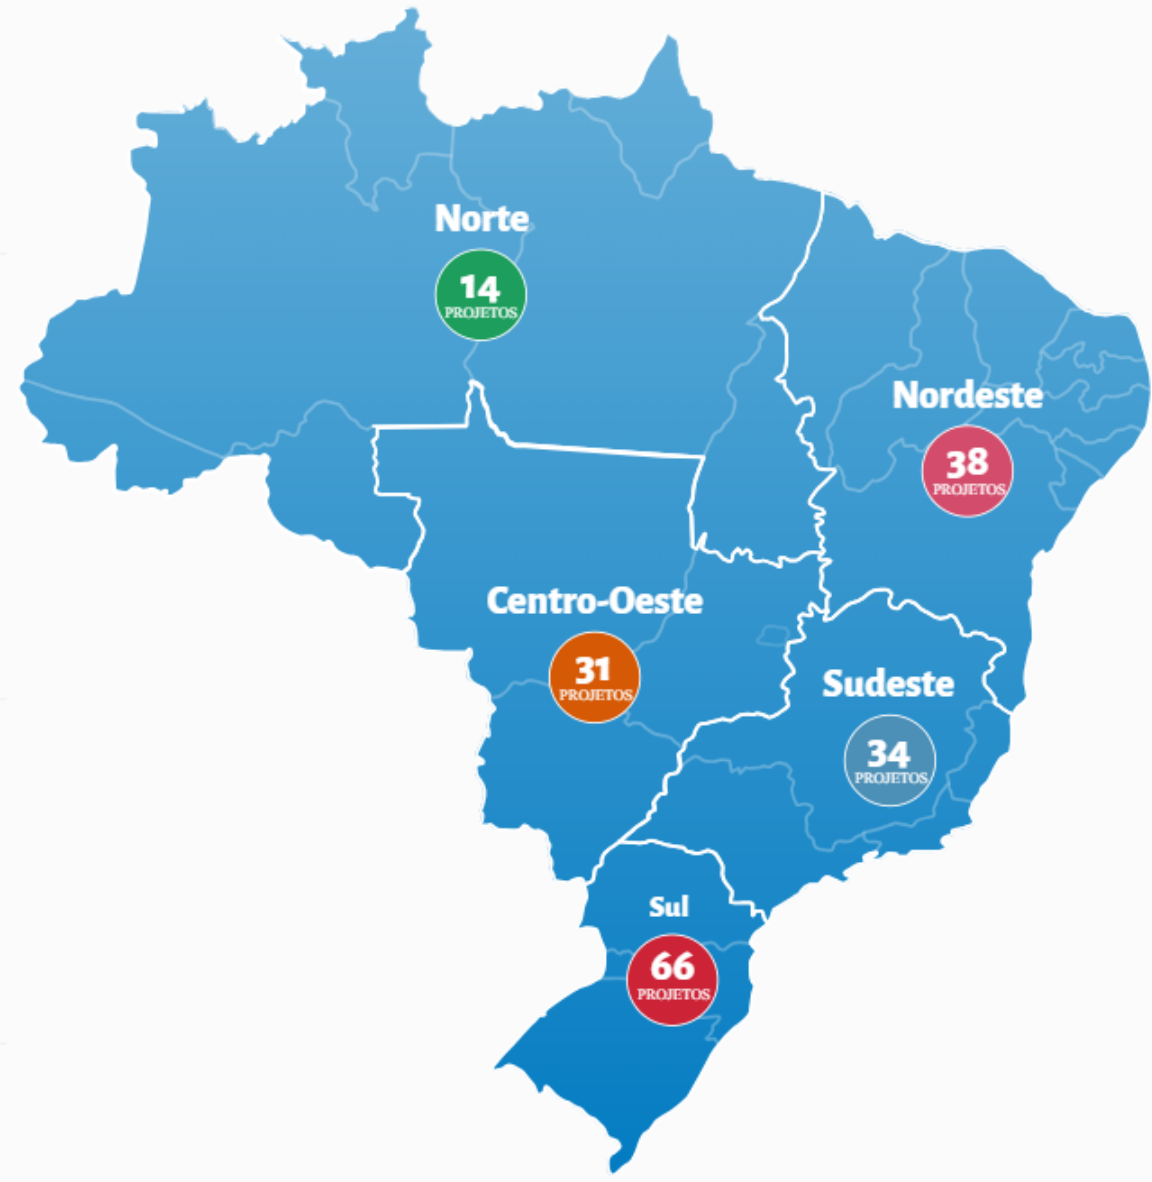 Norte
14
PROJETOS
Nordeste
38
PROJETOS
Centro-Oeste
31
PROJETOS
Sudeste
34
PROJETOS
Sul
66
PROJETOS